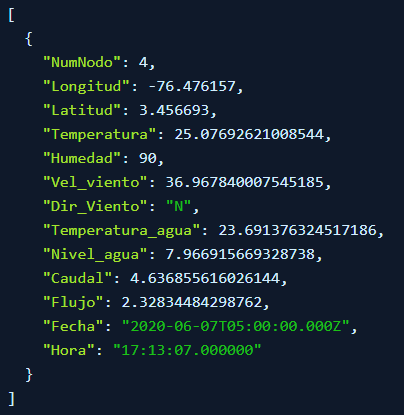 [
  {
    "NumNodo": 4,
    "Longitud": -76.476157,
    "Latitud": 3.456693,
    "Temperatura": 25.07692621008544,
    "Humedad": 90,
    "Vel_viento": 36.967840007545185,
    "Dir_Viento": "N",
    "Temperatura_agua": 23.691376324517186,
    "Nivel_agua": 7.966915669328738,
    "Caudal": 4.636855616026144,
    "Flujo": 2.32834484298762,
    "Fecha": "2020-06-07T05:00:00.000Z",
    "Hora": "17:13:07.000000"
  }
]